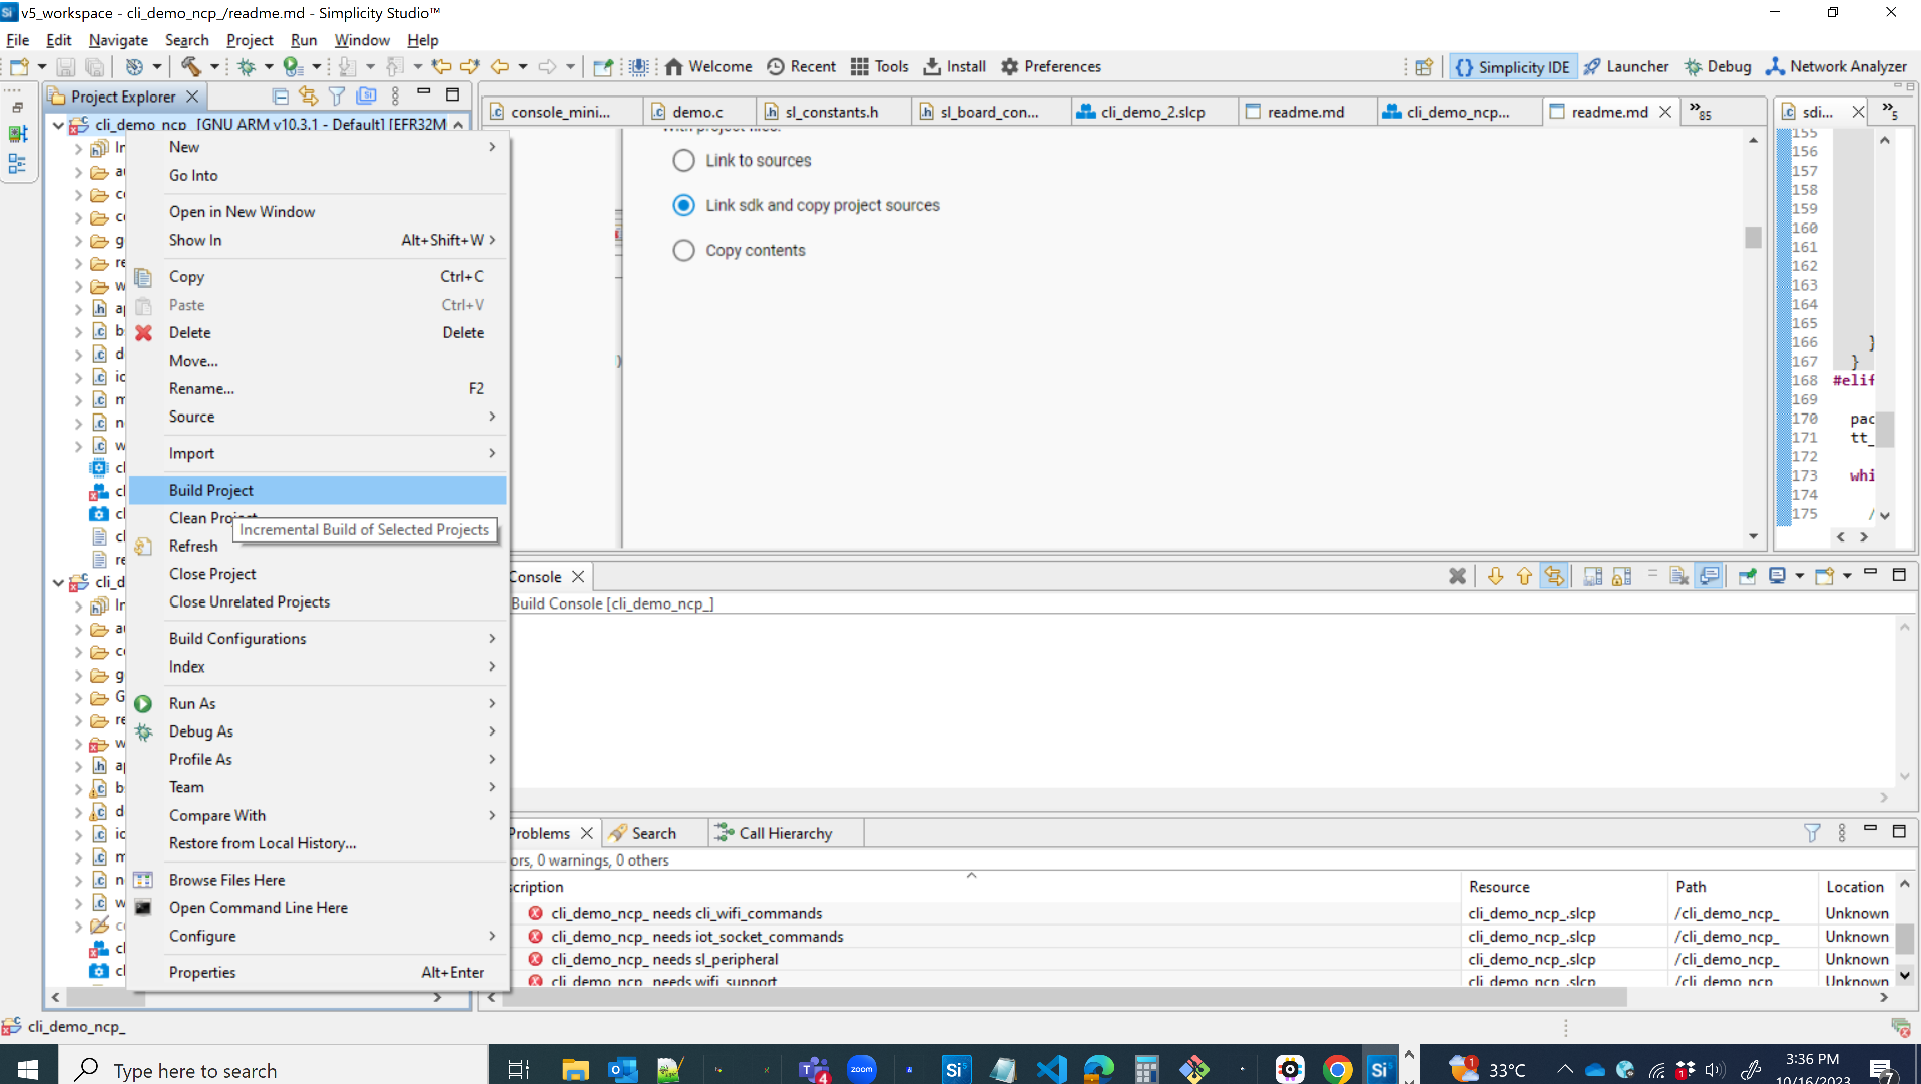 v5_workspace - cli_demo_ncp_/readme.md - Simplicity Studio™
File Edit Navigate Search Project Run Window Help
Welcome Recent Tools Install Preferences
Simplicity IDE Launcher Debug Network Analyzer
Project Explorer
cli_demo_ncp_ [GNU ARM v10.3.1 - Default] [EFR32M
New
Go Into
Open in New Window
Show In Alt+Shift+W
Copy Ctrl+C
Paste Ctrl+V
Delete Delete
Move...
Rename... F2
Source
Import
Build Project
Clean Project
Incremental Build of Selected Projects
Refresh
Close Project
Close Unrelated Projects
Build Configurations
Index
Run As
Debug As
Profile As
Team
Compare With
Restore from Local History...
Browse Files Here
Open Command Line Here
Configure
Properties Alt+Enter
console_mini... demo.c sl_constants.h sl_board_con... cli_demo_2.slcp readme.md cli_demo_ncp... readme.md »85
With project files:
Link to sources
Link sdk and copy project sources
Copy contents
sdi... »5
155
156
157
158
159
160
161
162
163
164
165
166 }
167 }
168 #elif
169
170 pac
171 tt_
172
173 whi
174
175 /
Console
Build Console [cli_demo_ncp_]
Problems Search Call Hierarchy
ors, 0 warnings, 0 others
scription Resource Path Location
cli_demo_ncp_ needs cli_wifi_commands cli_demo_ncp_.slcp /cli_demo_ncp_ Unknown
cli_demo_ncp_ needs iot_socket_commands cli_demo_ncp_.slcp /cli_demo_ncp_ Unknown
cli_demo_ncp_ needs sl_peripheral cli_demo_ncp_.slcp /cli_demo_ncp_ Unknown
cli_demo_ncp_ needs wifi_support cli_demo_ncp_.slcp /cli_demo_ncp_ Unknown
cli_demo_ncp_
Type here to search
33°C
3:36 PM
10/16/2023